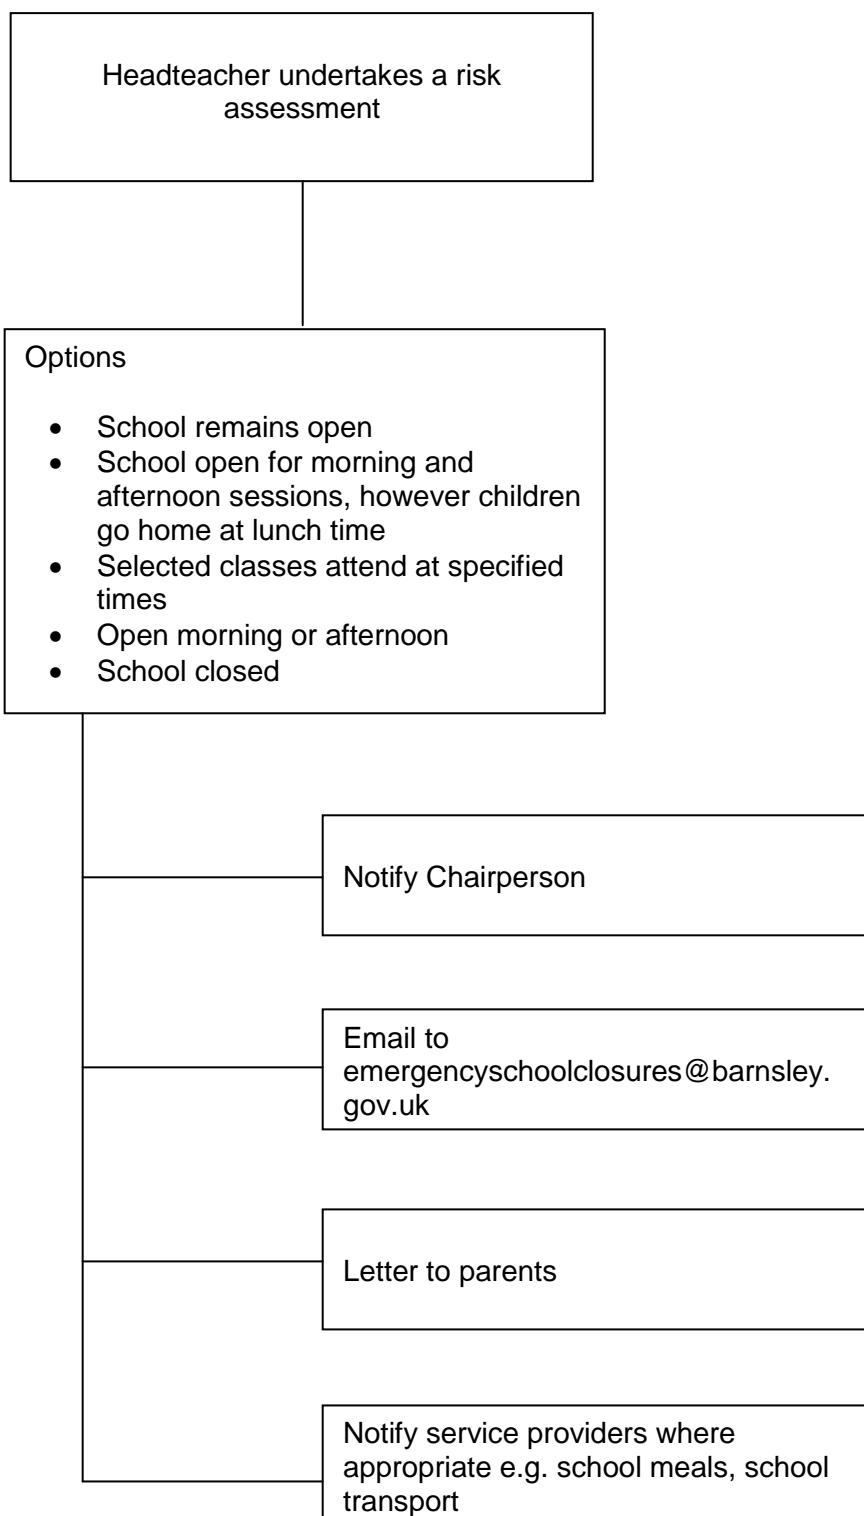 Headteacher undertakes a risk
assessment
Options
• School remains open
• School open for morning and
afternoon sessions, however children
go home at lunch time
• Selected classes attend at specified
times
• Open morning or afternoon
• School closed
Notify Chairperson
Email to
emergencyschoolclosures@barnsley.
gov.uk
Letter to parents
Notify service providers where
appropriate e.g. school meals, school
transport